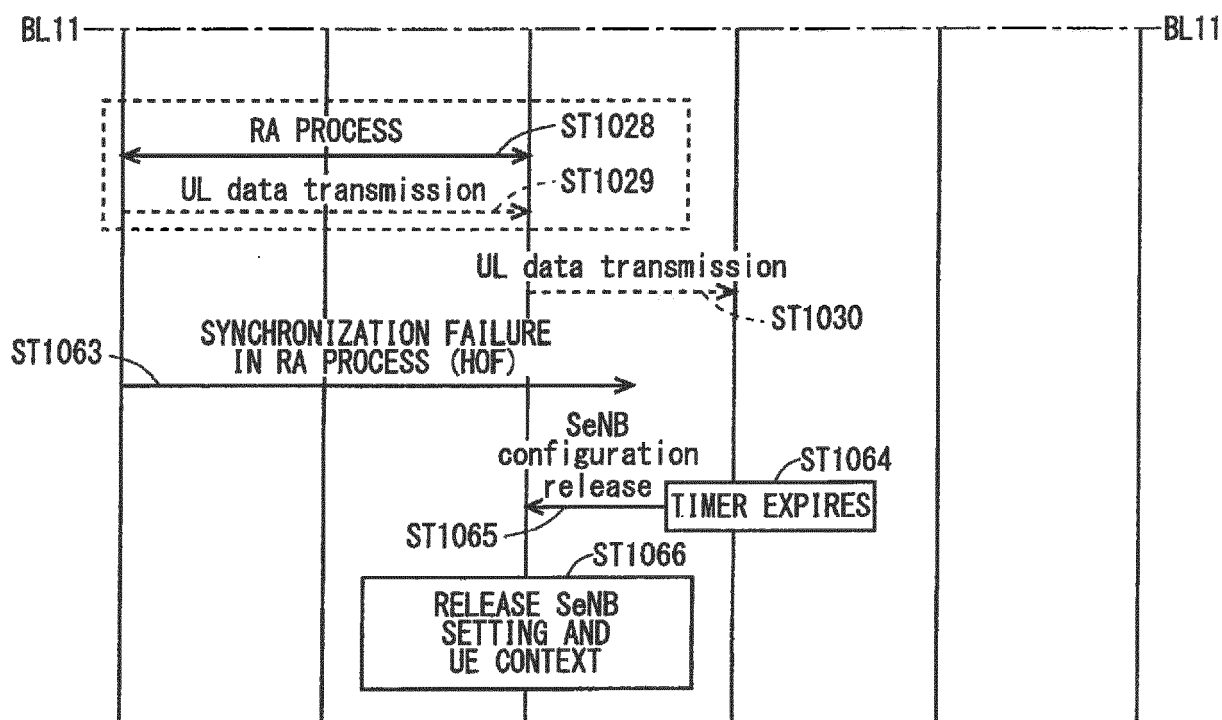 BL11
BL11
RA PROCESS
ST1028
UL data transmission
ST1029
UL data transmission
ST1030
SYNCHRONIZATION FAILURE
IN RA PROCESS (HOF)
ST1063
SeNB
configuration
release
ST1064
TIMER EXPIRES
ST1065
ST1066
RELEASE SeNB
SETTING AND
UE CONTEXT